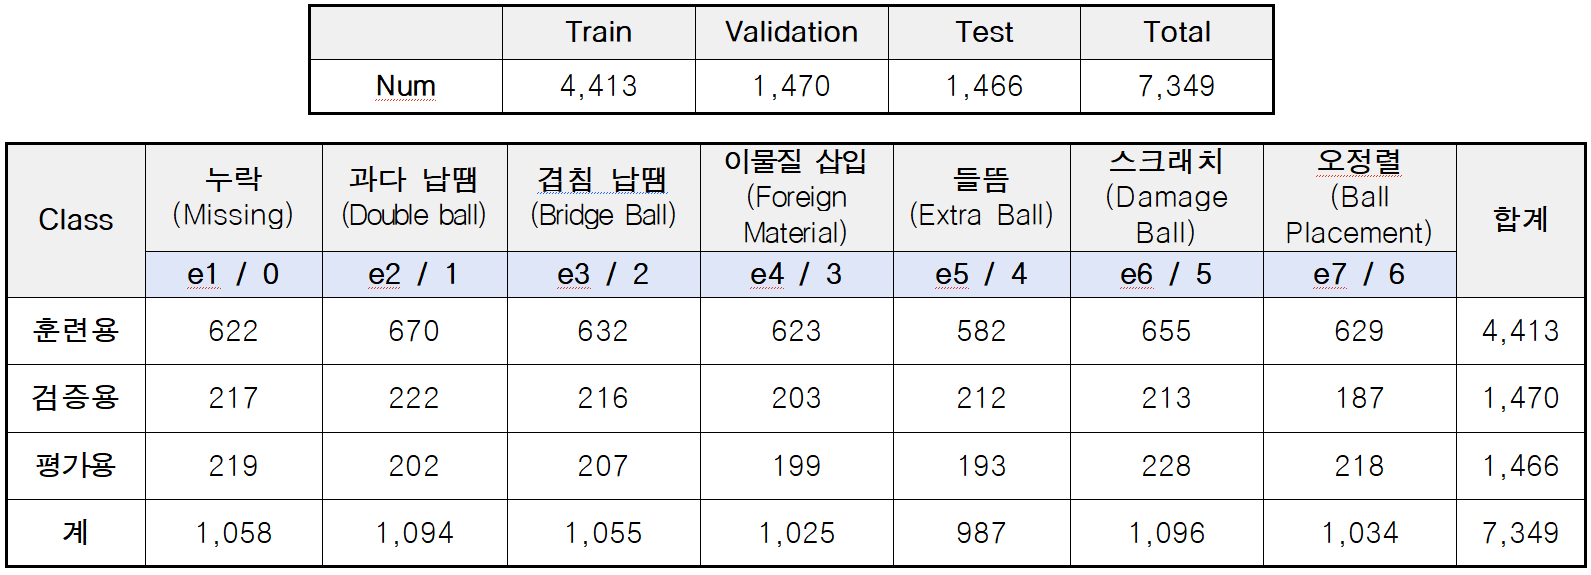 Train Validation Test Total
Num 4,413 1,470 1,466 7,349
Class 누락 (Missing) 과다 납땜 (Double ball) 겹침 납땜 (Bridge Ball) 이물질 삽입 (Foreign Material) 들뜸 (Extra Ball) 스크래치 (Damage Ball) 오정렬 (Ball Placement) 합계
e1 / 0 e2 / 1 e3 / 2 e4 / 3 e5 / 4 e6 / 5 e7 / 6
훈련용 622 670 632 623 582 655 629 4,413
검증용 217 222 216 203 212 213 187 1,470
평가용 219 202 207 199 193 228 218 1,466
계 1,058 1,094 1,055 1,025 987 1,096 1,034 7,349